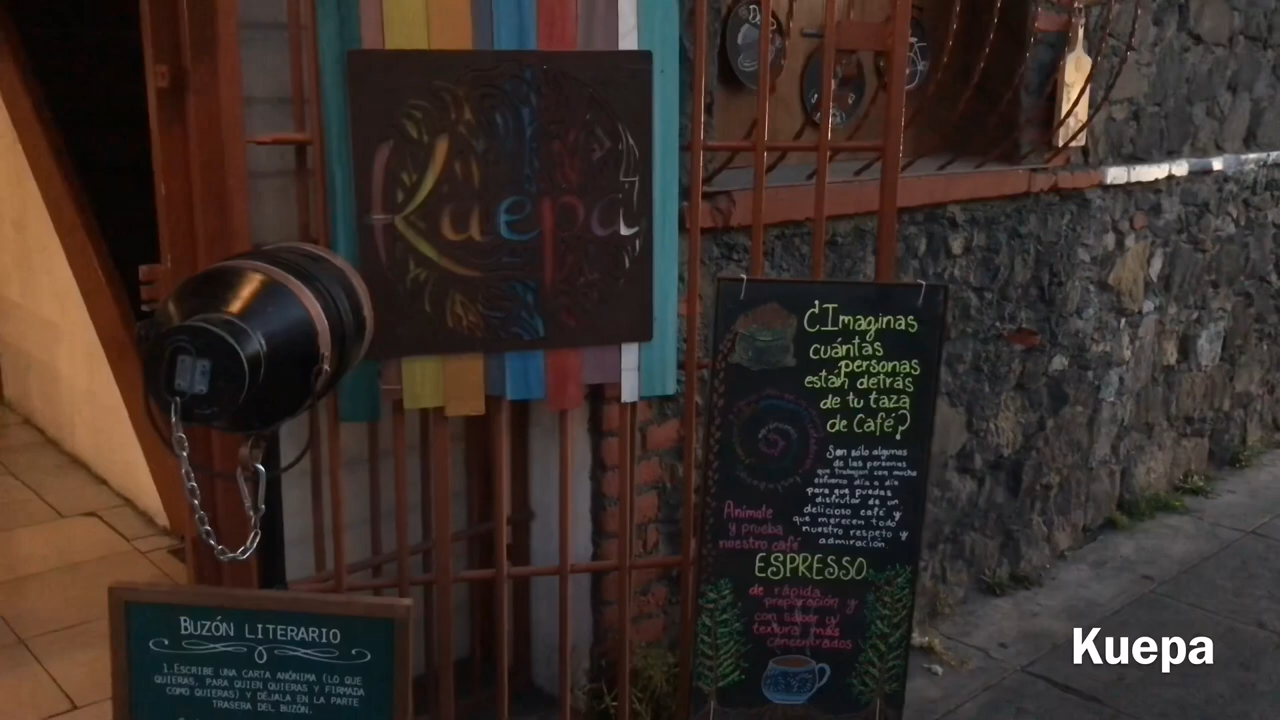 Kuepa
¿Imaginas
cuántas
personas
están detrás
de tu taza
de Café?
Son sólo algunas
de las personas
que trabajan con mucho
esfuerzo día a día
para que puedas
disfrutar de un
delicioso café y
que merecen todo
nuestro respeto y
admiración.
Anímate
y prueba
nuestro café
ESPRESSO
de rápida
preparación y
con sabor y
textura más
concentrados
BUZÓN LITERARIO
1.ESCRIBE UNA CARTA ANÓNIMA (LO QUE
QUIERAS, PARA QUIEN QUIERAS Y FIRMADA
COMO QUIERAS) Y DÉJALA EN LA PARTE
TRASERA DEL BUZÓN.
Kuepa